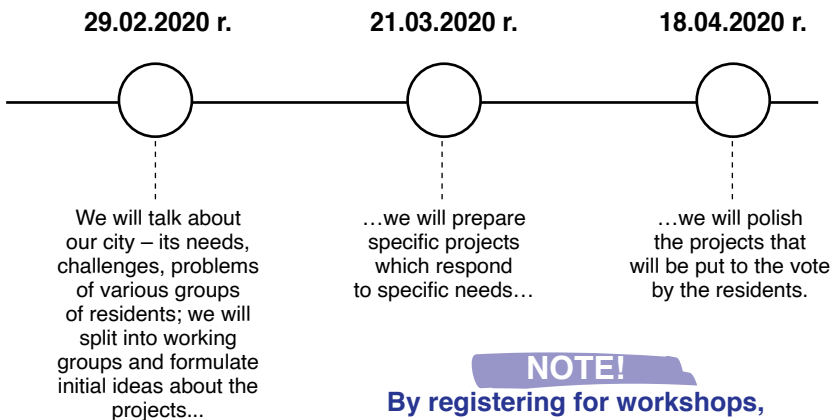 29.02.2020 r.
21.03.2020 r.
18.04.2020 r.
We will talk about
our city – its needs,
challenges, problems
of various groups
of residents; we will
split into working
groups and formulate
initial ideas about the
projects...
…we will prepare
specific projects
which respond
to specific needs…
…we will polish
the projects that
will be put to the vote
by the residents.
NOTE!
By registering for workshops,